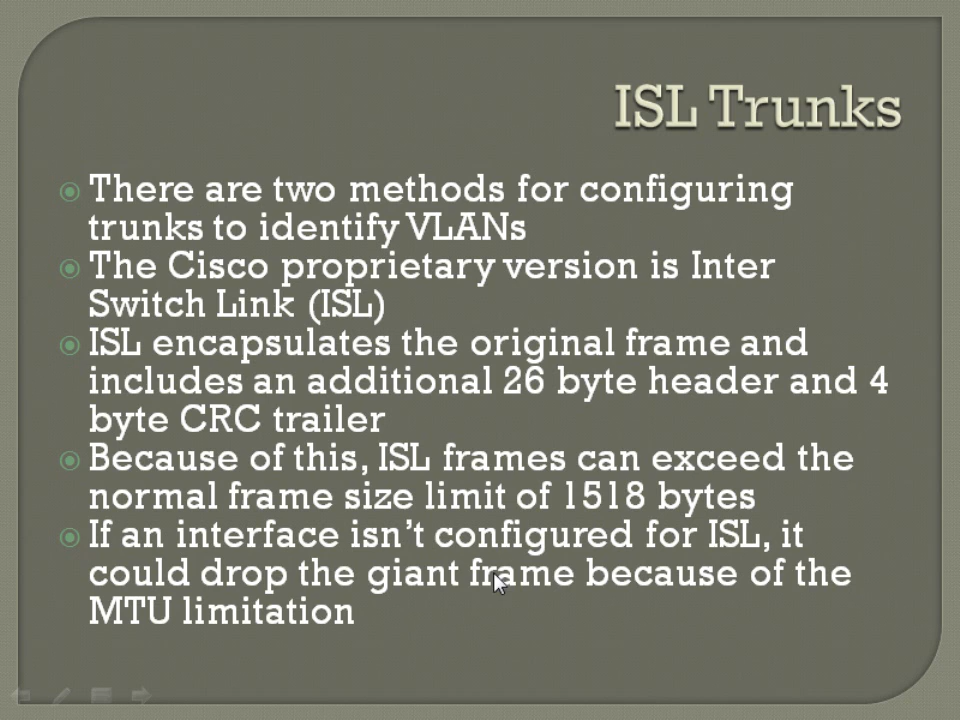 ISL Trunks
There are two methods for configuring
trunks to identify VLANs
The Cisco proprietary version is Inter
Switch Link (ISL)
ISL encapsulates the original frame and
includes an additional 26 byte header and 4
byte CRC trailer
Because of this, ISL frames can exceed the
normal frame size limit of 1518 bytes
If an interface isn’t configured for ISL, it
could drop the giant frame because of the
MTU limitation